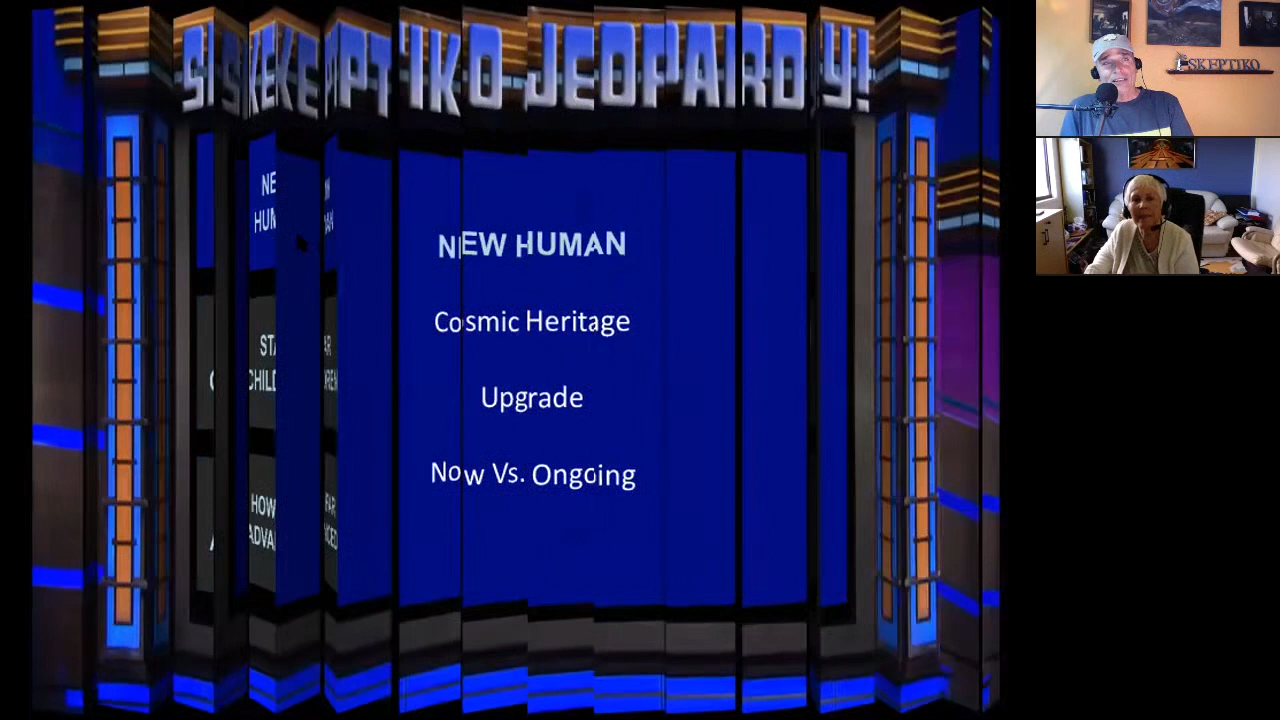 SKEPTIKO JEOPARDY!
SKEPTIKO
NEW HUMAN
Cosmic Heritage
Upgrade
Now Vs. Ongoing